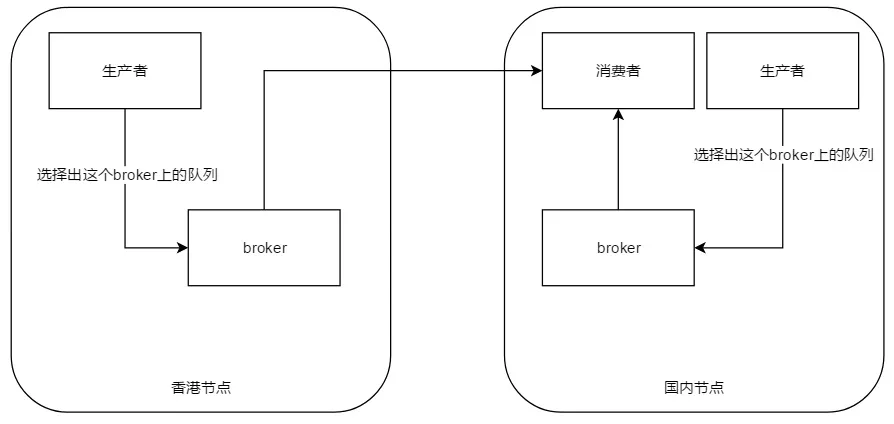 生产者
选择出这个broker上的队列
broker
香港节点
消费者
生产者
选择出这个broker上的队列
broker
国内节点